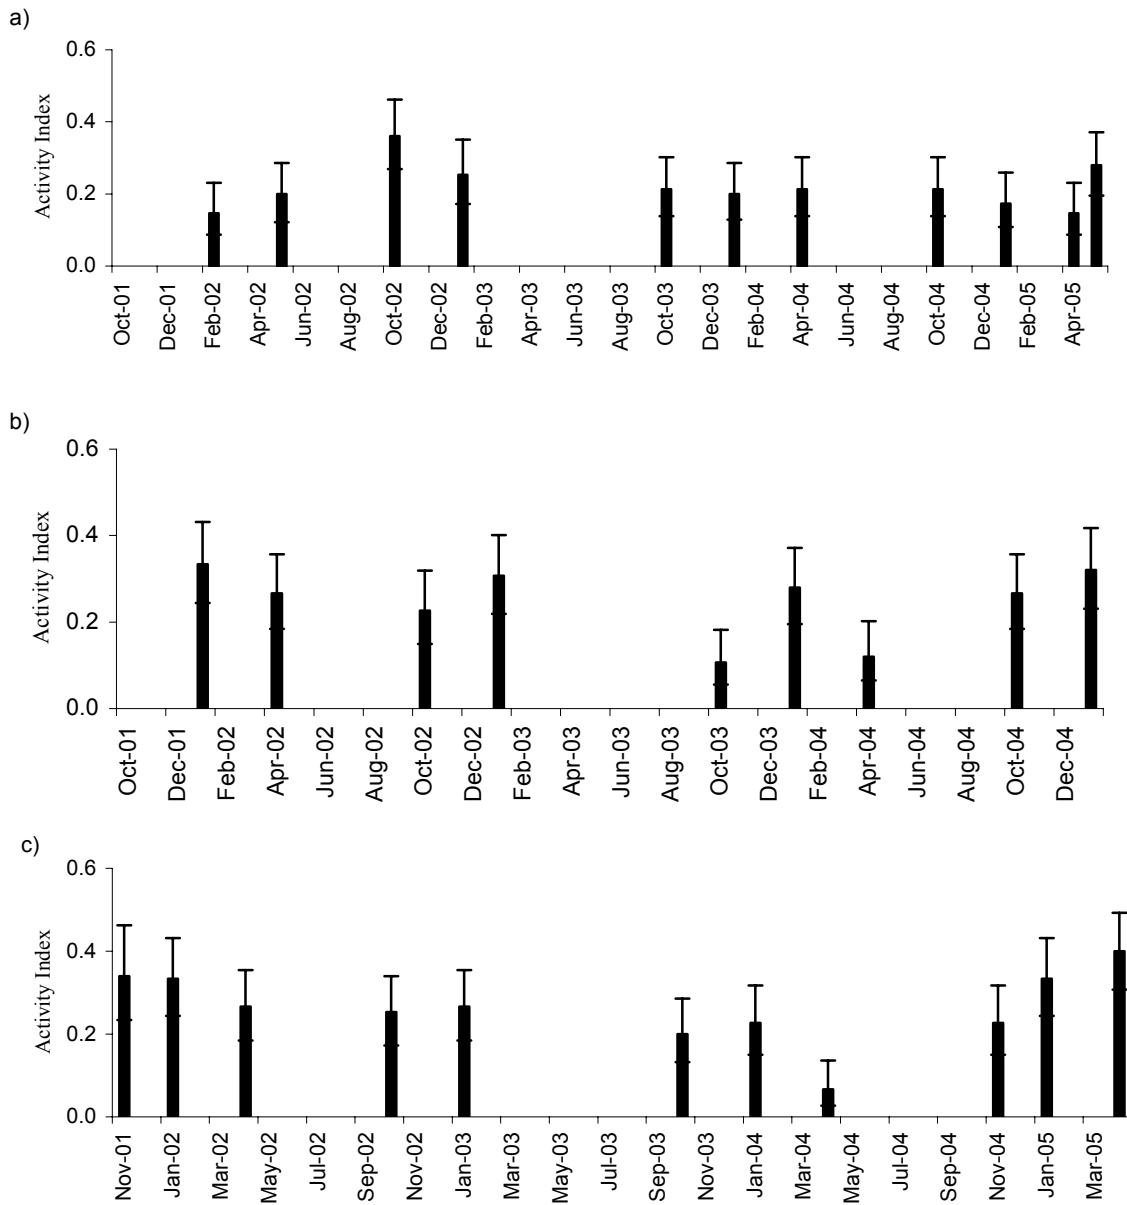 a)
0.6
0.4
0.2
0.0
Activity Index
Oct-01 Dec-01 Feb-02 Apr-02 Jun-02 Aug-02 Oct-02 Dec-02 Feb-03 Apr-03 Jun-03 Aug-03 Oct-03 Dec-03 Feb-04 Apr-04 Jun-04 Aug-04 Oct-04 Dec-04 Feb-05 Apr-05
b)
0.6
0.4
0.2
0.0
Activity Index
Oct-01 Dec-01 Feb-02 Apr-02 Jun-02 Aug-02 Oct-02 Dec-02 Feb-03 Apr-03 Jun-03 Aug-03 Oct-03 Dec-03 Feb-04 Apr-04 Jun-04 Aug-04 Oct-04 Dec-04
c)
0.6
0.4
0.2
0.0
Activity Index
Nov-01 Jan-02 Mar-02 May-02 Jul-02 Sep-02 Nov-02 Jan-03 Mar-03 May-03 Jul-03 Sep-03 Nov-03 Jan-04 Mar-04 May-04 Jul-04 Sep-04 Nov-04 Jan-05 Mar-05